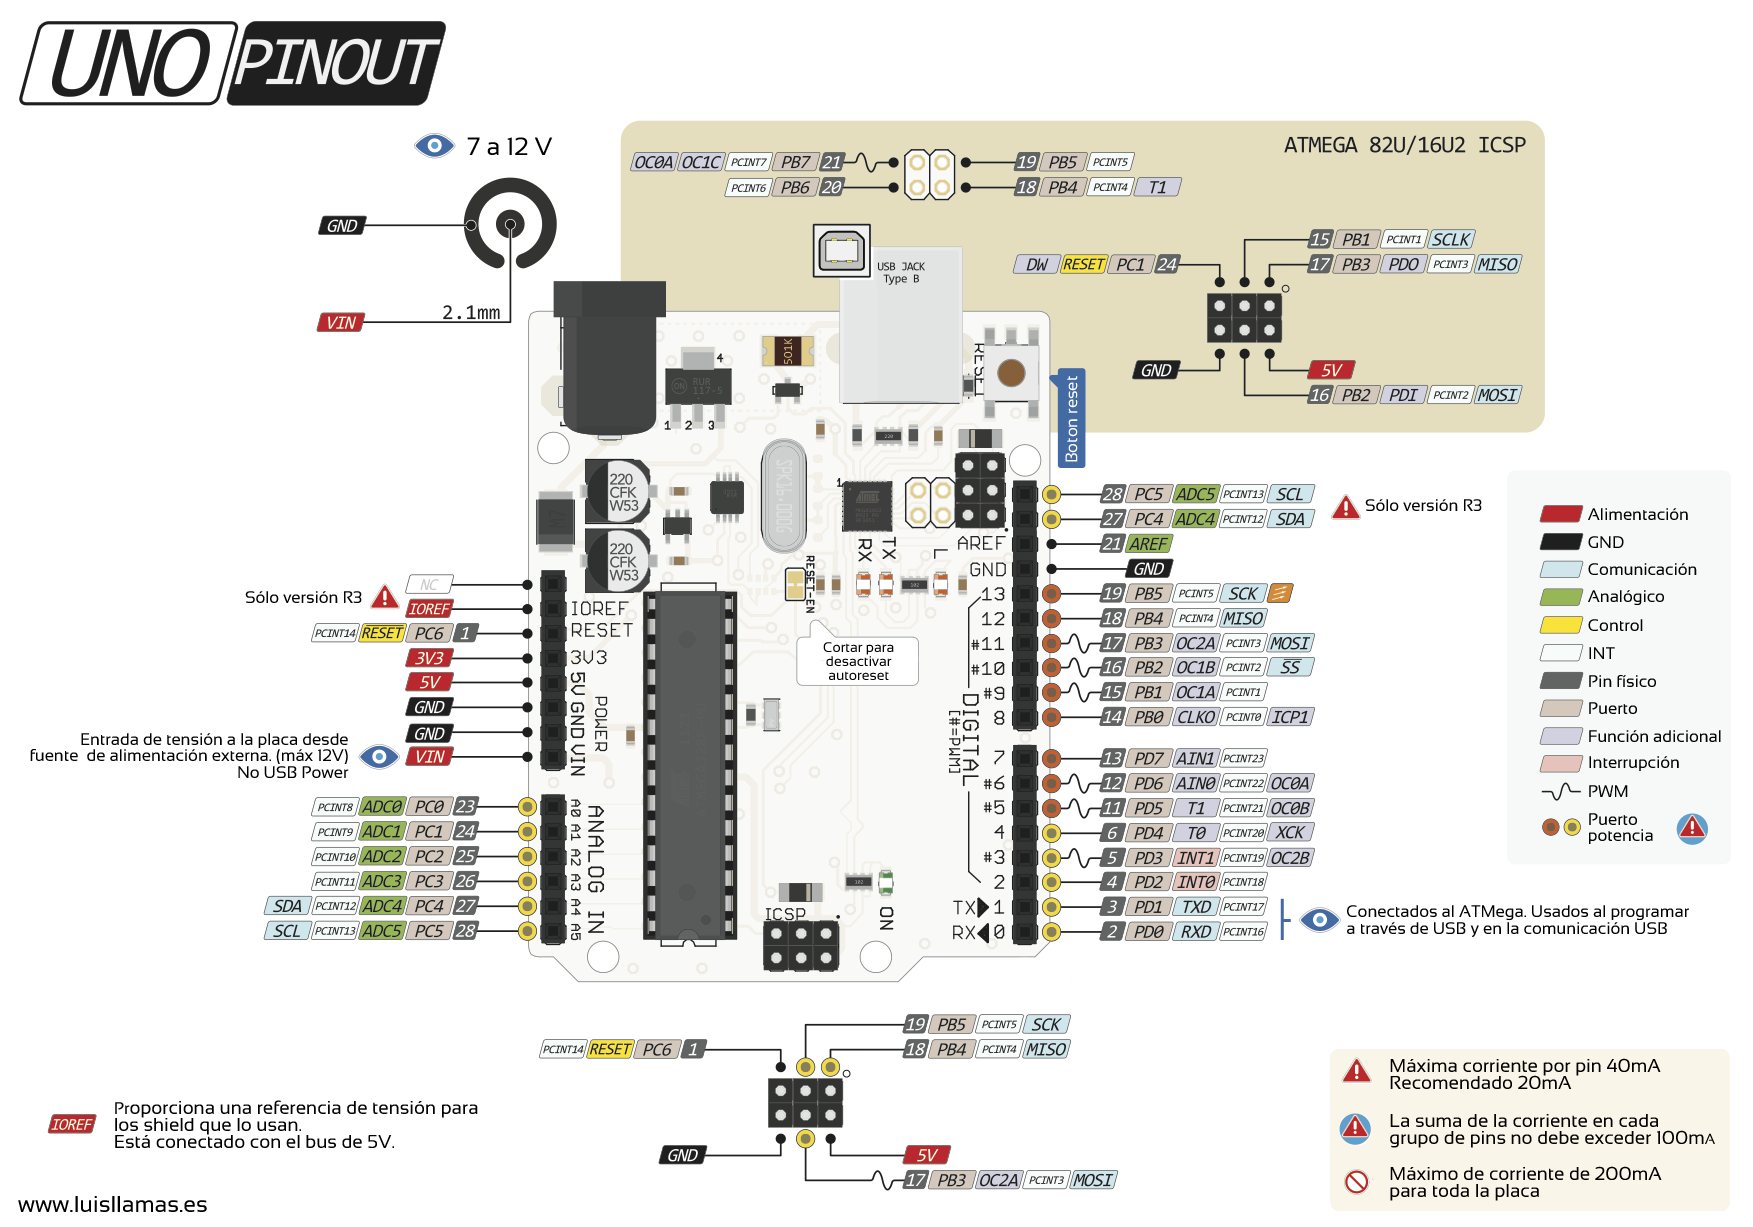 UNO PINOUT
7 a 12 V
GND
VIN
2.1mm
ATMEGA 82U/16U2 ICSP
OC0A OC1C PCINT7 PB7 21
PCINT6 PB6 20
19 PB5 PCINT5
18 PB4 PCINT4 T1
DW RESET PC1 24
15 PB1 PCINT1 SCLK
17 PB3 PDO PCINT3 MISO
GND
5V
16 PB2 PDI PCINT2 MOSI
USB JACK
Type B
RESET
Boton reset
501K
4
RUR
117-5
1 2 3
220
CFK
W53
220
CFK
W53
SPK16.000G
1
330
RX
TX
L
102
RESET-EN
Cortar para
desactivar
autoreset
Sólo versión R3
NC
IOREF
PCINT14 RESET PC6 1
3V3
5V
GND
GND
VIN
Entrada de tensión a la placa desde
fuente de alimentación externa. (máx 12V)
No USB Power
IOREF
RESET
3V3
5V
GND
VIN
POWER
PCINT8 ADC0 PC0 23
PCINT9 ADC1 PC1 24
PCINT10 ADC2 PC2 25
PCINT11 ADC3 PC3 26
SDA PCINT12 ADC4 PC4 27
SCL PCINT13 ADC5 PC5 28
A0
A1
A2
A3
A4
A5
ANALOG IN
ICSP
102
ON
AREF
GND
13
12
#11
#10
#9
8
7
#6
#5
4
#3
2
TX 1
RX 0
DIGITAL
[#=PWM]
28 PC5 ADC5 PCINT13 SCL
27 PC4 ADC4 PCINT12 SDA
Sólo versión R3
21 AREF
GND
19 PB5 PCINT5 SCK
18 PB4 PCINT4 MISO
17 PB3 OC2A PCINT3 MOSI
16 PB2 OC1B PCINT2 SS
15 PB1 OC1A PCINT1
14 PB0 CLKO PCINT0 ICP1
13 PD7 AIN1 PCINT23
12 PD6 AIN0 PCINT22 OC0A
11 PD5 T1 PCINT21 OC0B
6 PD4 T0 PCINT20 XCK
5 PD3 INT1 PCINT19 OC2B
4 PD2 INT0 PCINT18
3 PD1 TXD PCINT17
2 PD0 RXD PCINT16
Conectados al ATMega. Usados al programar
a través de USB y en la comunicación USB
Alimentación
GND
Comunicación
Analógico
Control
INT
Pin físico
Puerto
Función adicional
Interrupción
PWM
Puerto
potencia
19 PB5 PCINT5 SCK
18 PB4 PCINT4 MISO
PCINT14 RESET PC6 1
GND
5V
17 PB3 OC2A PCINT3 MOSI
IOREF
Proporciona una referencia de tensión para
los shield que lo usan.
Está conectado con el bus de 5V.
Máxima corriente por pin 40mA
Recomendado 20mA
La suma de la corriente en cada
grupo de pins no debe exceder 100mA
Máximo de corriente de 200mA
para toda la placa
www.luisllamas.es